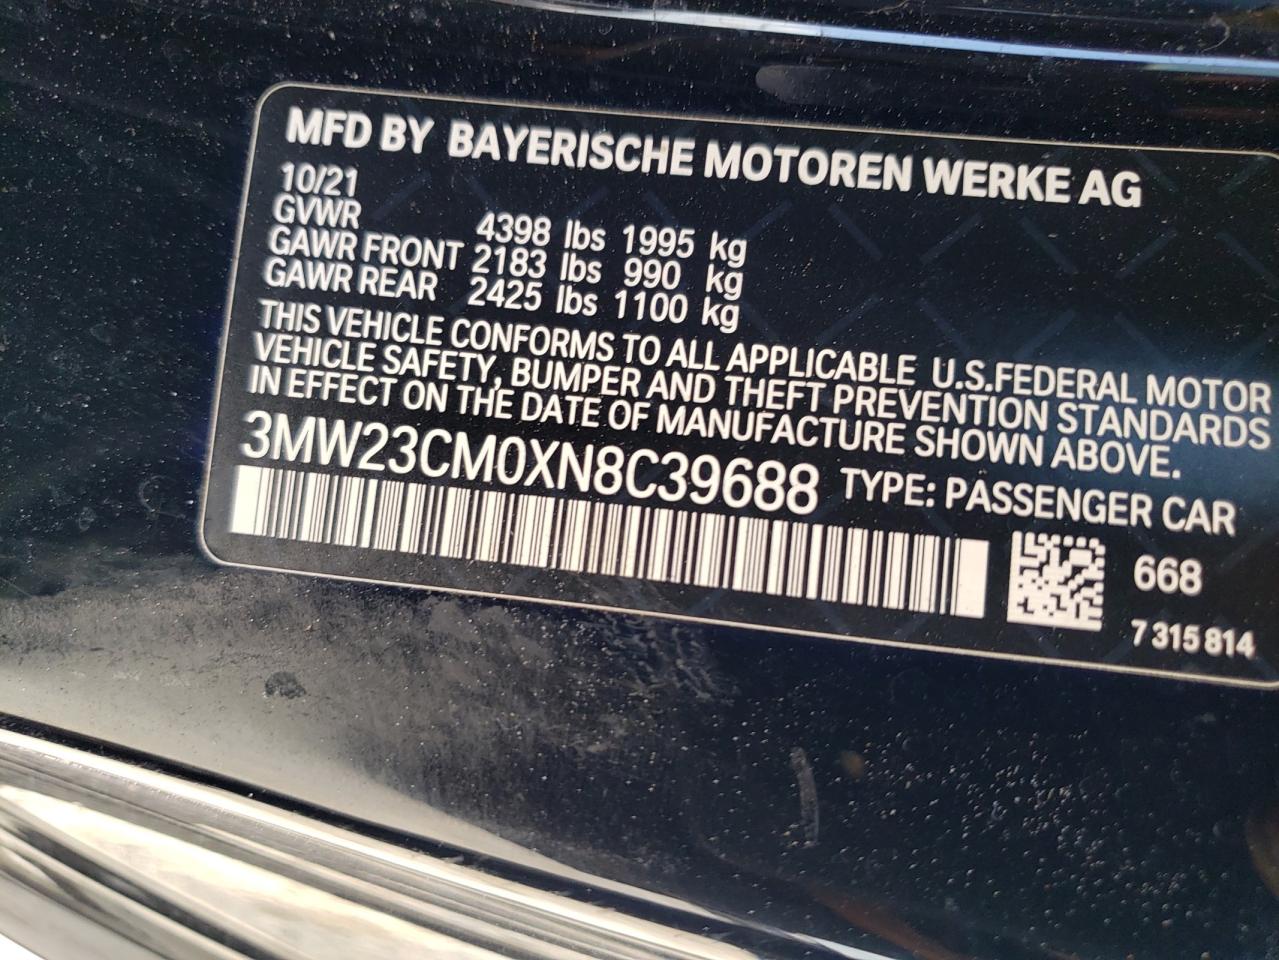 MFD BY BAYERISCHE MOTOREN WERKE AG
10/21
GVWR 4398 lbs 1995 kg
GAWR FRONT 2183 lbs 990 kg
GAWR REAR 2425 lbs 1100 kg
THIS VEHICLE CONFORMS TO ALL APPLICABLE U.S.FEDERAL MOTOR
VEHICLE SAFETY, BUMPER AND THEFT PREVENTION STANDARDS
IN EFFECT ON THE DATE OF MANUFACTURE SHOWN ABOVE.
3MW23CM0XN8C39688 TYPE: PASSENGER CAR
668
7 315 814